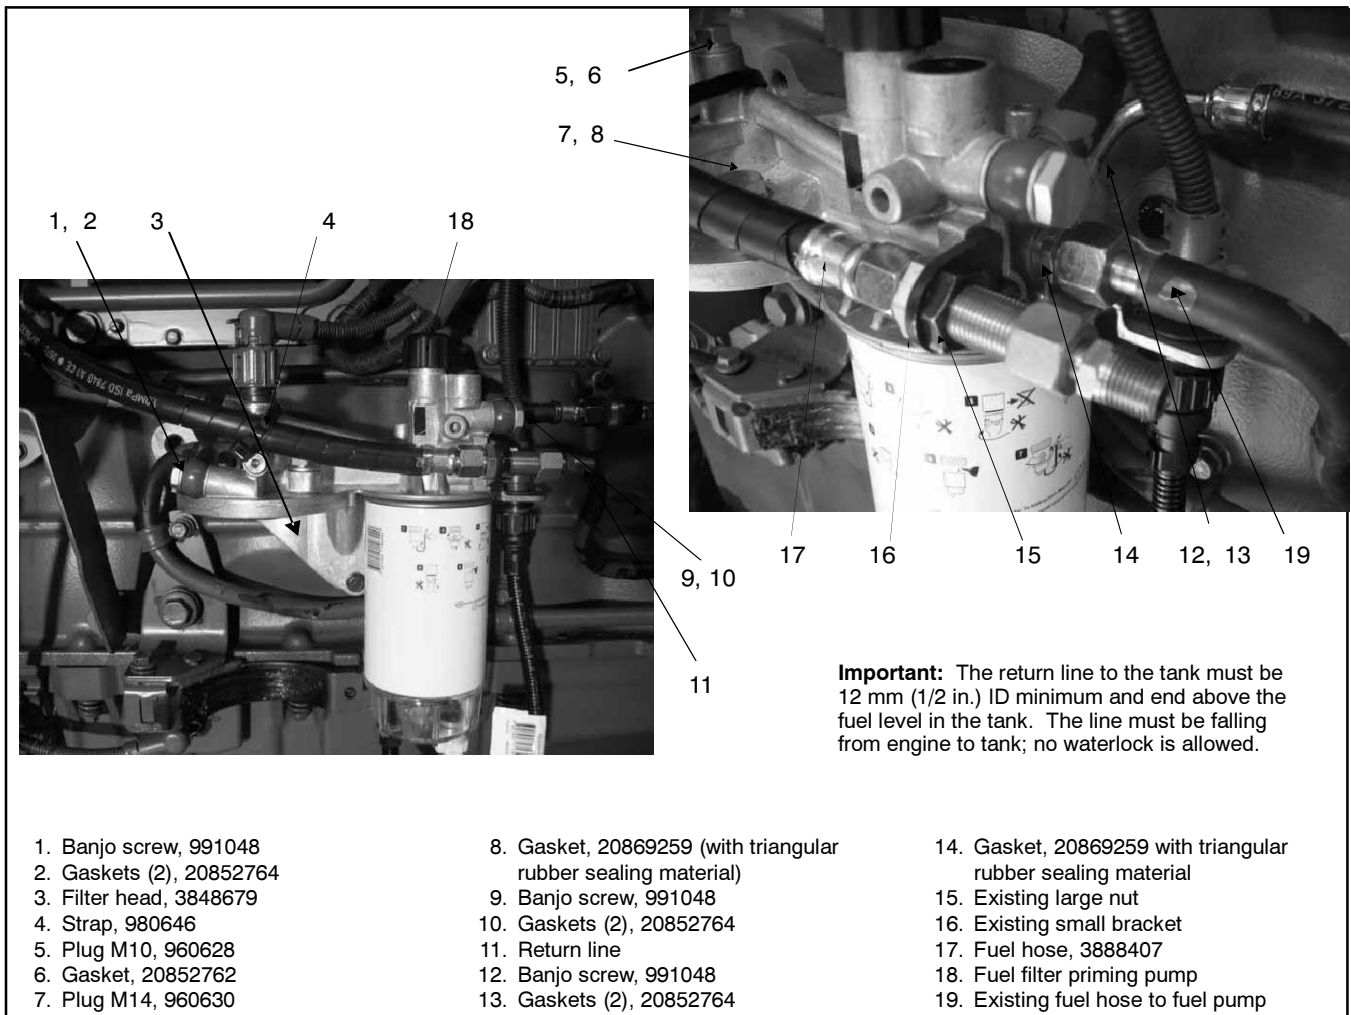 5, 6
7, 8
1, 2
3
4
18
17
16
15
14
12, 13
19
9, 10
11
Important: The return line to the tank must be
12 mm (1/2 in.) ID minimum and end above the
fuel level in the tank. The line must be falling
from engine to tank; no waterlock is allowed.
1. Banjo screw, 991048
2. Gaskets (2), 20852764
3. Filter head, 3848679
4. Strap, 980646
5. Plug M10, 960628
6. Gasket, 20852762
7. Plug M14, 960630
8. Gasket, 20869259 (with triangular
rubber sealing material)
9. Banjo screw, 991048
10. Gaskets (2), 20852764
11. Return line
12. Banjo screw, 991048
13. Gaskets (2), 20852764
14. Gasket, 20869259 with triangular
rubber sealing material
15. Existing large nut
16. Existing small bracket
17. Fuel hose, 3888407
18. Fuel filter priming pump
19. Existing fuel hose to fuel pump